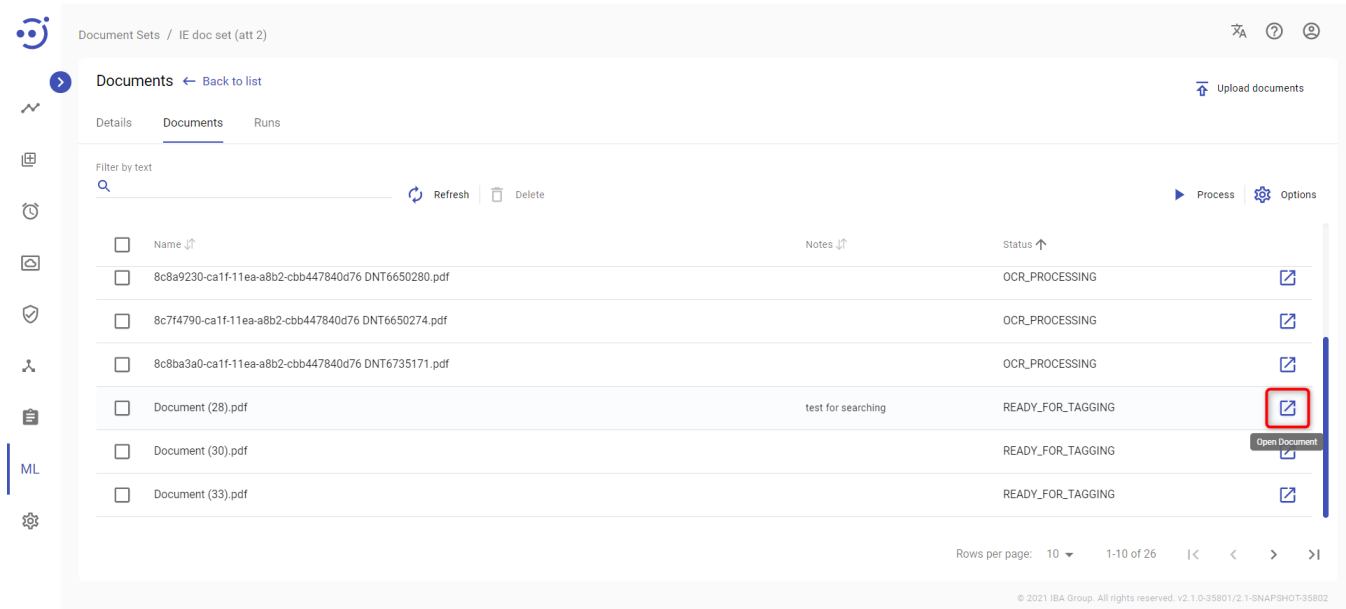 Document Sets / IE doc set (att 2)
Documents ← Back to list
Upload documents
Details Documents Runs
Filter by text
Refresh Delete
Process Options
Name Notes Status
8c8a9230-ca1f-11ea-a8b2-cbb447840d76 DNT6650280.pdf OCR_PROCESSING
8c7f4790-ca1f-11ea-a8b2-cbb447840d76 DNT6650274.pdf OCR_PROCESSING
8c8ba3a0-ca1f-11ea-a8b2-cbb447840d76 DNT6735171.pdf OCR_PROCESSING
Document (28).pdf test for searching READY_FOR_TAGGING
Open Document
Document (30).pdf READY_FOR_TAGGING
ML
Document (33).pdf READY_FOR_TAGGING
Rows per page: 10 1-10 of 26
© 2021 IBA Group. All rights reserved. v2.1.0-35801/2.1-SNAPSHOT-35802